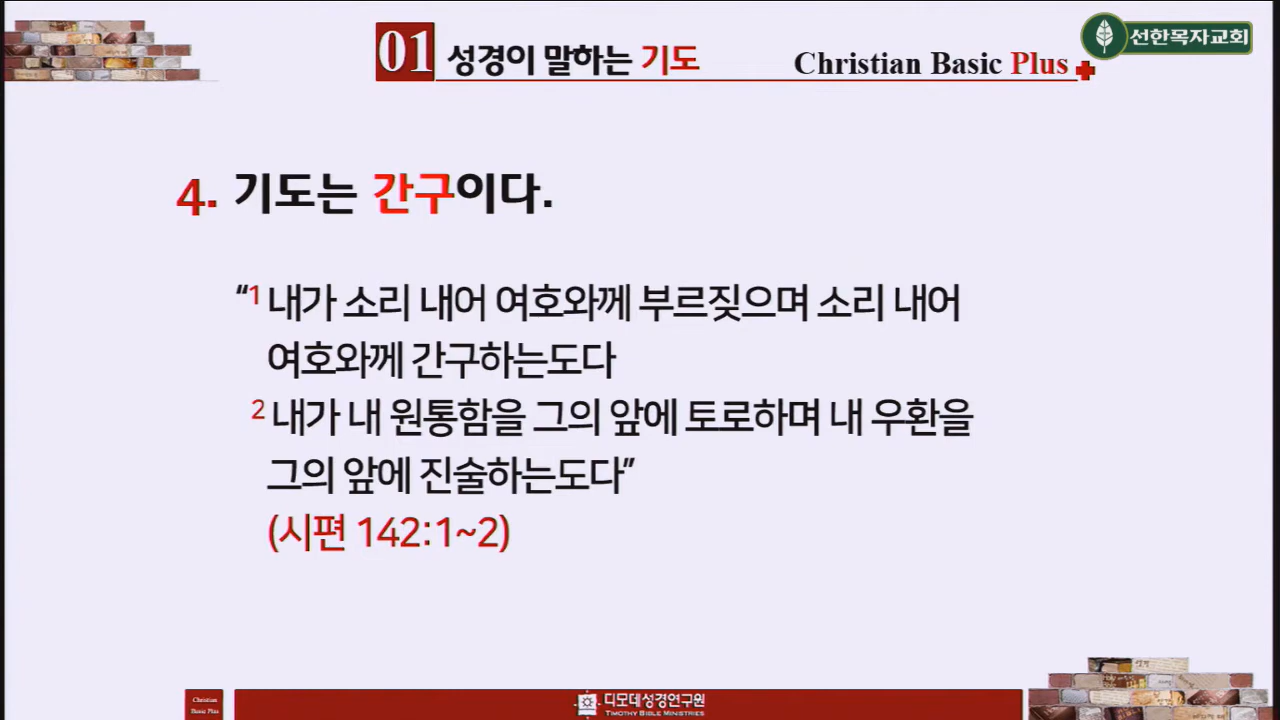 01 성경이 말하는 기도
Christian Basic Plus
선한목자교회
4. 기도는 간구이다.
“1 내가 소리 내어 여호와께 부르짖으며 소리 내어
여호와께 간구하는도다
2 내가 내 원통함을 그의 앞에 토로하며 내 우환을
그의 앞에 진술하는도다”
(시편 142:1~2)
Christian
Basic Plus
디모데성경연구원
TIMOTHY BIBLE MINISTRIES